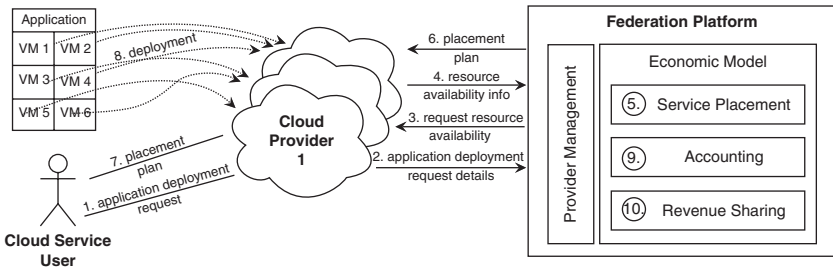 Application
VM 1
VM 2
VM 3
VM 4
VM 5
VM 6
8. deployment
Cloud
Provider
1
7. placement
plan
1. application deployment
request
Cloud Service
User
6. placement
plan
4. resource
availability info
3. request resource
availability
2. application deployment
request details
Federation Platform
Provider Management
Economic Model
5. Service Placement
9. Accounting
10. Revenue Sharing